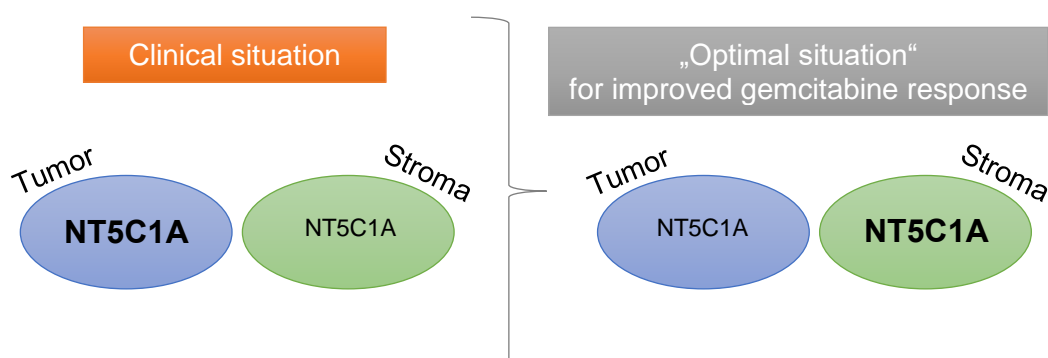 Clinical situation
„Optimal situation“
for improved gemcitabine response
Tumor
Stroma
NT5C1A
NT5C1A
Tumor
Stroma
NT5C1A
NT5C1A